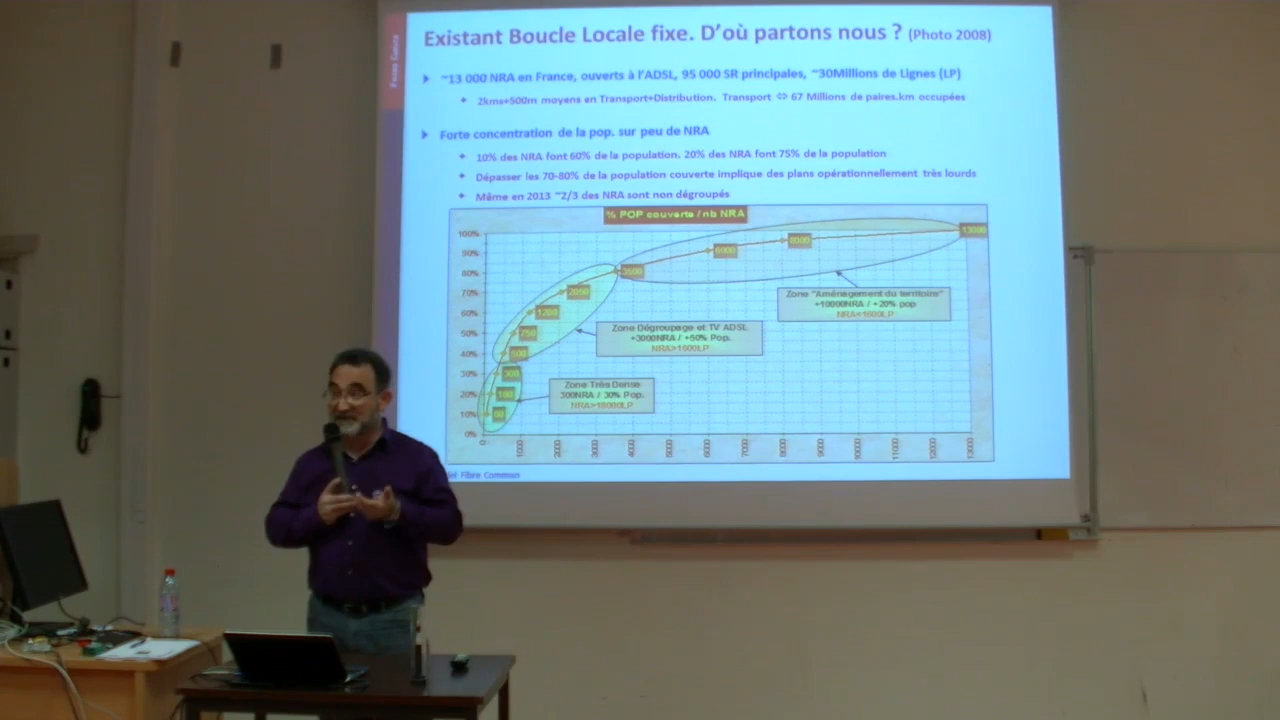 Existant Boucle Locale fixe. D'où partons nous ? (Photo 2008)
~13 000 NRA en France, ouverts à l'ADSL, 95 000 SR principales, ~30Millions de Lignes (LP)
2kms+500m moyens en Transport+Distribution. Transport ⇔ 67 Millions de paires.km occupées
Forte concentration de la pop. sur peu de NRA
10% des NRA font 60% de la population. 20% des NRA font 75% de la population
Dépasser les 70-80% de la population couverte implique des plans opérationnellement très lourds
Même en 2013 ~2/3 des NRA sont non dégroupés
% POP couverte / nb NRA
100%
90%
80%
70%
60%
50%
40%
30%
20%
10%
0%
13000
8500
6000
3500
2050
1200
750
500
300
Zone "Aménagement du territoire"
+10000NRA / +20% pop
NRA<1600LP
Zone Dégroupage et TV ADSL
+3000NRA / +50% Pop.
NRA>1600LP
Zone Très Dense
300NRA / 30% Pop.
NRA>18000LP
0
1000
2000
3000
4000
5000
6000
7000
8000
9000
10000
11000
12000
13000
Fibre Commun